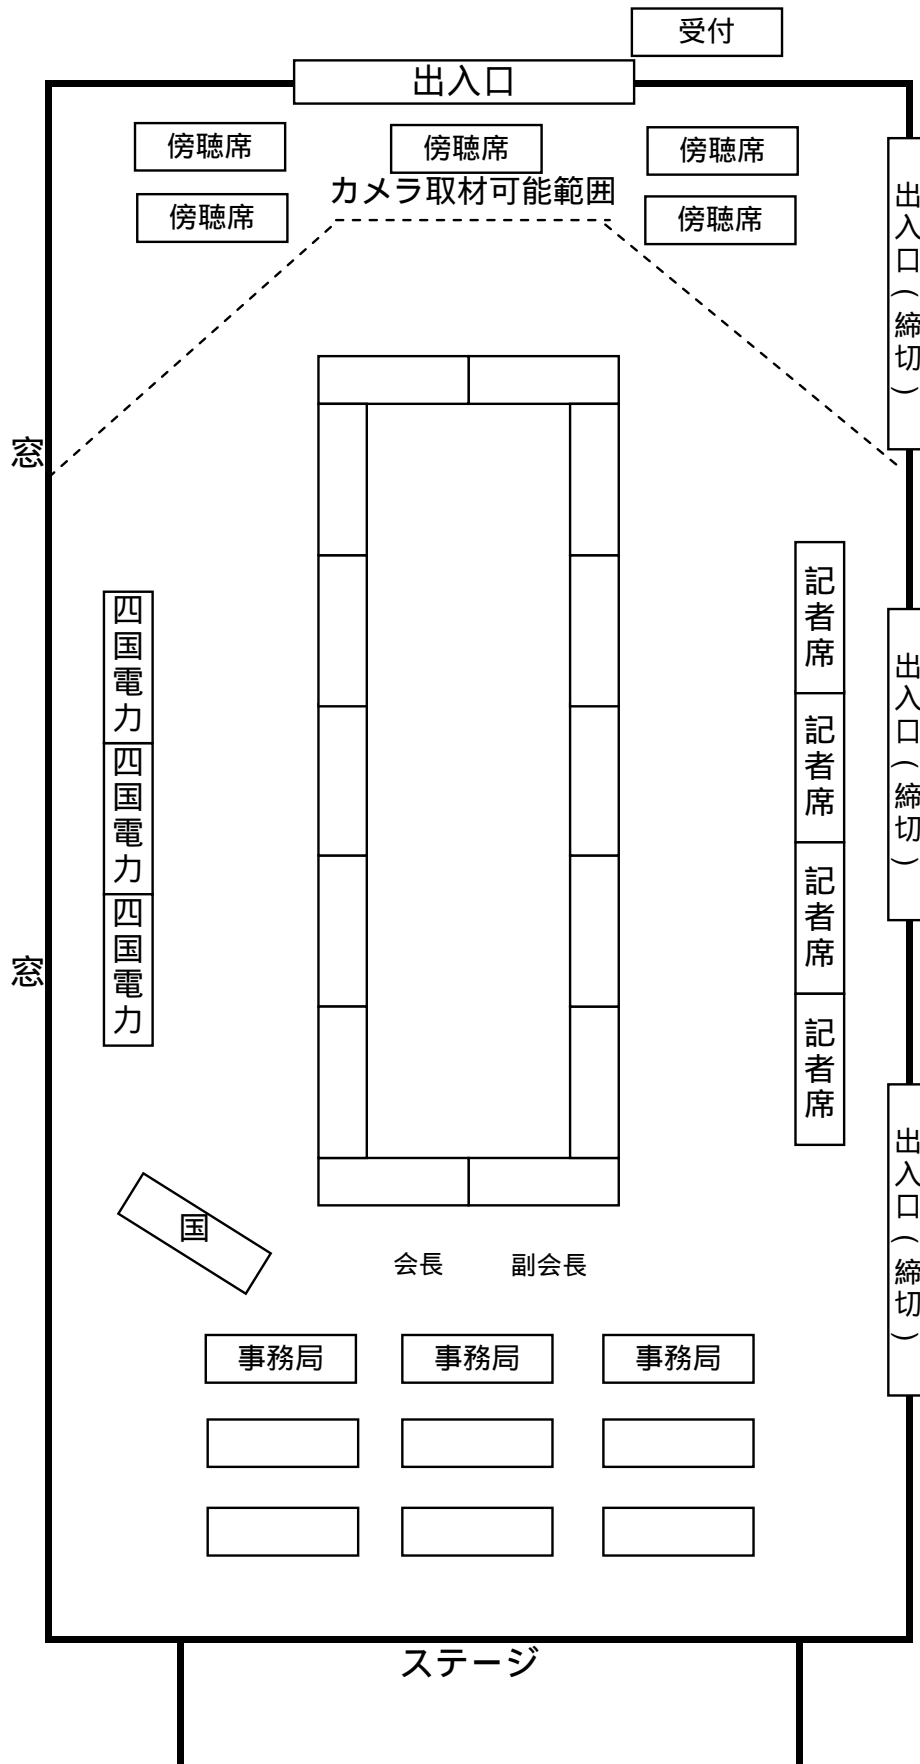 受付
出入口
傍聴席
傍聴席
傍聴席
カメラ取材可能範囲
傍聴席
傍聴席
出入口(締切)
窓
記者席
四国電力
出入口(締切)
記者席
四国電力
記者席
四国電力
窓
記者席
出入口(締切)
国
会長
副会長
事務局
事務局
事務局
ステージ